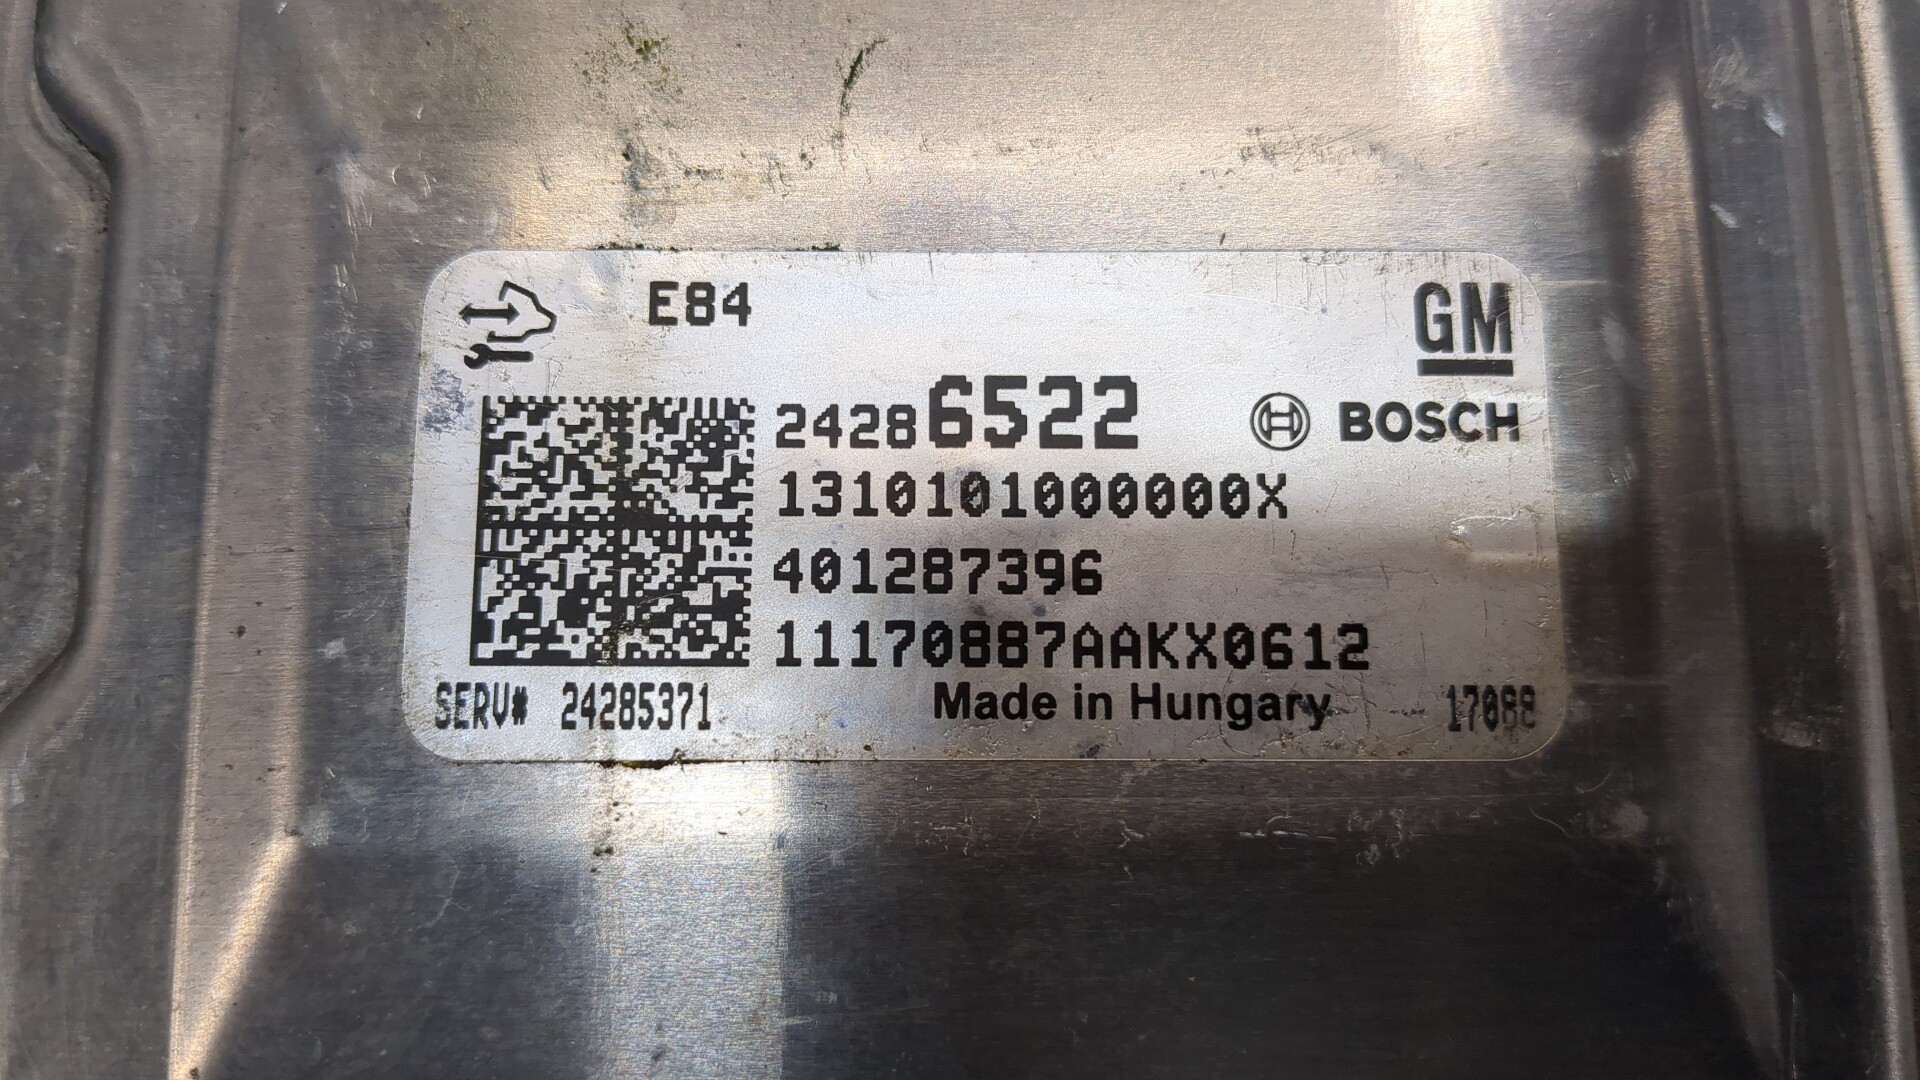 E84
GM
24286522
BOSCH
1310101000000X
401287396
11170887AAKX0612
SERV# 24285371
Made in Hungary
17088